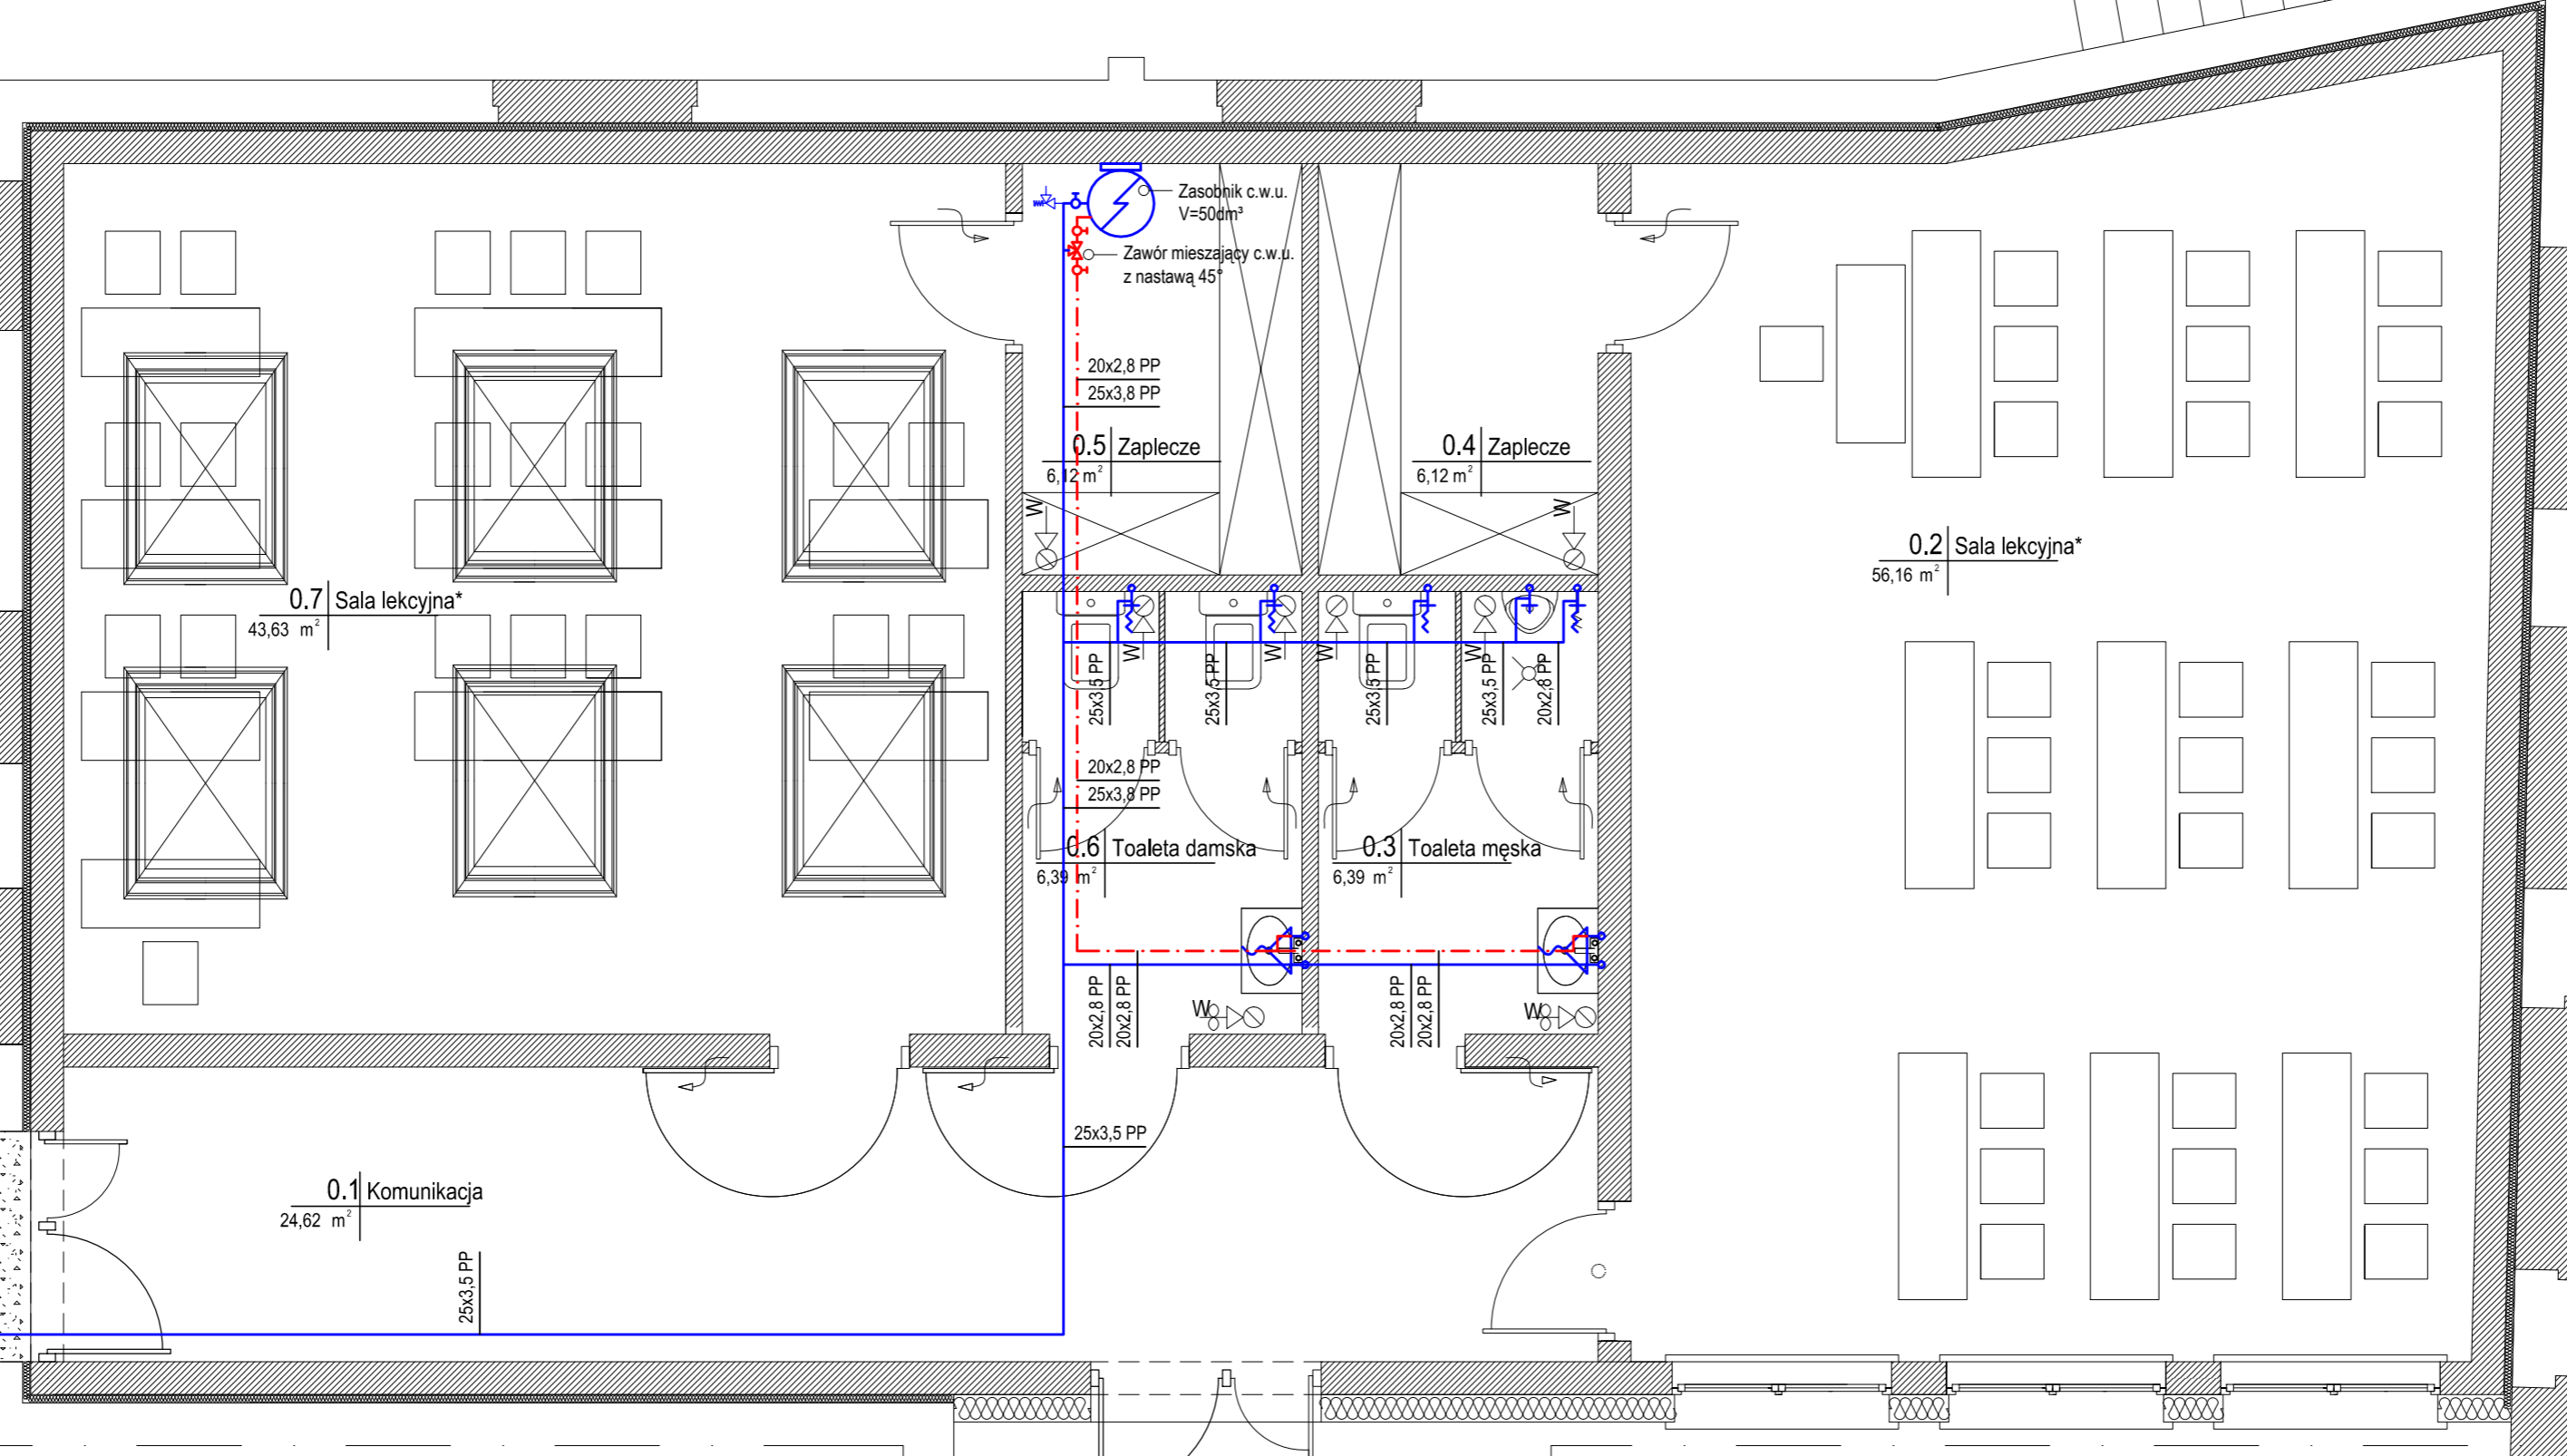 Zasobnik c.w.u.
V=50dm³
Zawór mieszający c.w.u.
z nastawą 45°
20x2,8 PP
25x3,8 PP
0.5 Zaplecze
6,12 m²
0.4 Zaplecze
6,12 m²
W
W
0.2 Sala lekcyjna*
56,16 m²
0.7 Sala lekcyjna*
43,63 m²
W
W
W
W
25x3,5 PP
25x3,5 PP
25x3,5 PP
25x3,5 PP
20x2,8 PP
20x2,8 PP
25x3,8 PP
0.6 Toaleta damska
6,39 m²
0.3 Toaleta męska
6,39 m²
20x2,8 PP
20x2,8 PP
20x2,8 PP
20x2,8 PP
W
W
25x3,5 PP
0.1 Komunikacja
24,62 m²
25x3,5 PP